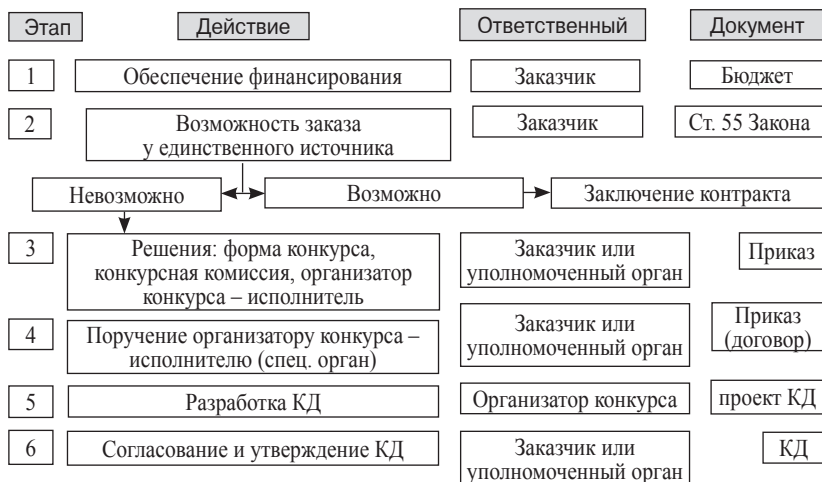 Этап Действие Ответственный Документ
1 Обеспечение финансирования Заказчик Бюджет
2 Возможность заказа Заказчик Ст. 55 Закона
у единственного источника
Невозможно Возможно Заключение контракта
3 Решения: форма конкурса, Заказчик или Приказ
конкурсная комиссия, организатор уполномоченный орган
конкурса – исполнитель
4 Поручение организатору конкурса – Заказчик или Приказ
исполнителю (спец. орган) уполномоченный орган (договор)
5 Разработка КД Организатор конкурса проект КД
6 Согласование и утверждение КД Заказчик или КД
уполномоченный орган